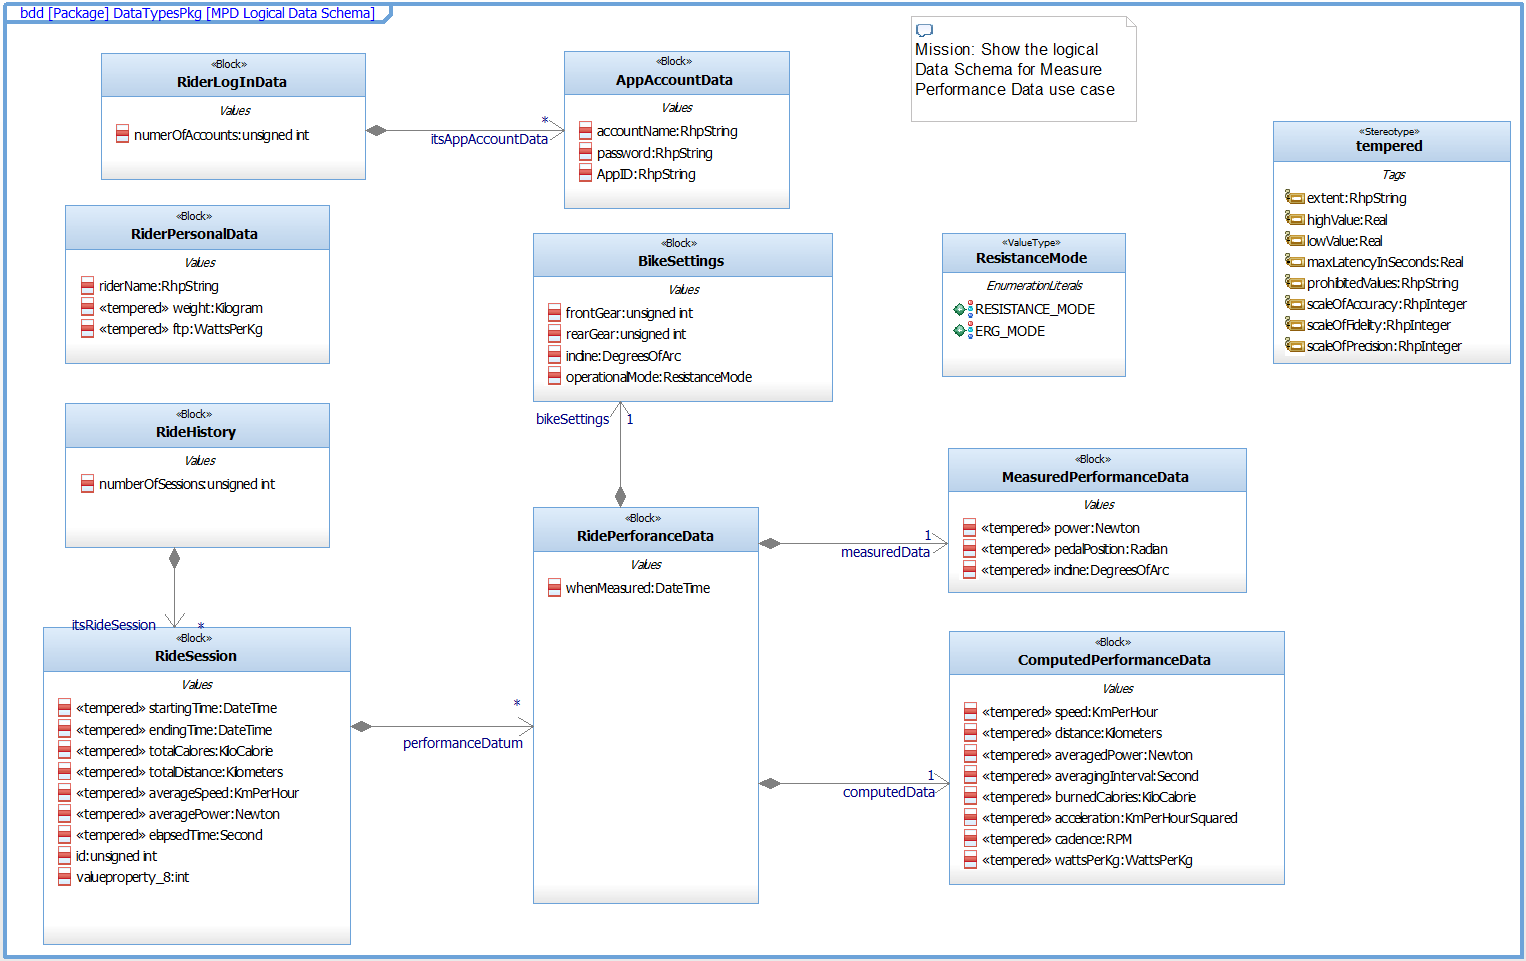 bdd [Package] DataTypesPkg [MPD Logical Data Schema]
Mission: Show the logical
Data Schema for Measure
Performance Data use case
«Block»
RiderLogInData
Values
numerOfAccounts:unsigned int
*
itsAppAccountData
«Block»
AppAccountData
Values
accountName:RhpString
password:RhpString
AppID:RhpString
«Stereotype»
tempered
Tags
extent:RhpString
highValue:Real
lowValue:Real
maxLatencyInSeconds:Real
prohibitedValues:RhpString
scaleOfAccuracy:RhpInteger
scaleOfFidelity:RhpInteger
scaleOfPrecision:RhpInteger
«Block»
RiderPersonalData
Values
riderName:RhpString
«tempered» weight:Kilogram
«tempered» ftp:WattsPerKg
«Block»
BikeSettings
Values
frontGear:unsigned int
rearGear:unsigned int
incline:DegreesOfArc
operationalMode:ResistanceMode
bikeSettings
1
«ValueType»
ResistanceMode
EnumerationLiterals
RESISTANCE_MODE
ERG_MODE
«Block»
RideHistory
Values
numberOfSessions:unsigned int
itsRideSession
*
«Block»
RideSession
Values
«tempered» startingTime:DateTime
«tempered» endingTime:DateTime
«tempered» totalCalores:KiloCalorie
«tempered» totalDistance:Kilometers
«tempered» averageSpeed:KmPerHour
«tempered» averagePower:Newton
«tempered» elapsedTime:Second
id:unsigned int
valueproperty_8:int
*
performanceDatum
«Block»
RidePerforanceData
Values
whenMeasured:DateTime
1
measuredData
«Block»
MeasuredPerformanceData
Values
«tempered» power:Newton
«tempered» pedalPosition:Radian
«tempered» incline:DegreesOfArc
1
computedData
«Block»
ComputedPerformanceData
Values
«tempered» speed:KmPerHour
«tempered» distance:Kilometers
«tempered» averagedPower:Newton
«tempered» averagingInterval:Second
«tempered» burnedCalories:KiloCalorie
«tempered» acceleration:KmPerHourSquared
«tempered» cadence:RPM
«tempered» wattsPerKg:WattsPerKg